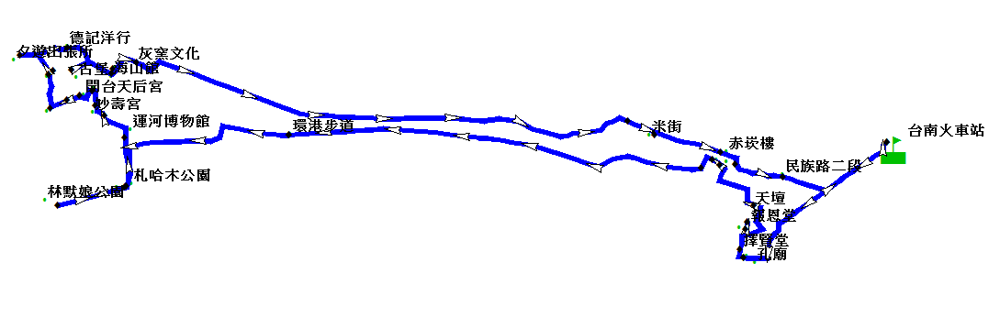 德記洋行
夕遊出張所
灰窯文化
古堡.海山館
開台天后宮
妙壽宮
運河博物館
環港步道
米街
台南火車站
赤崁樓
民族路二段
札哈木公園
林默娘公園
天壇
報恩堂
擇賢堂
孔廟